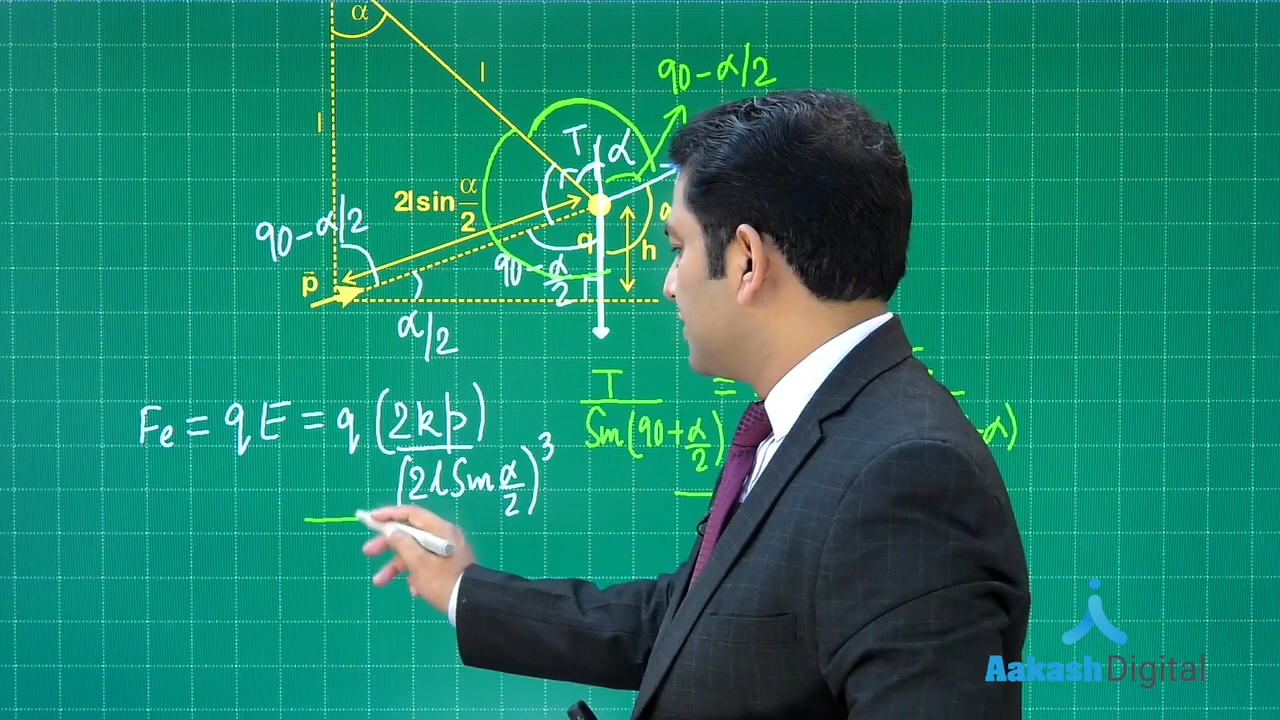 α
l
l
90-α/2
T α
2l sin α/2
90-α/2
q
h
p̄
90-α/2
α/2
Fe = qE = q (2kp) / (2l Sin α/2)³
T / Sin(90+α/2) =
α)
Aakash Digital